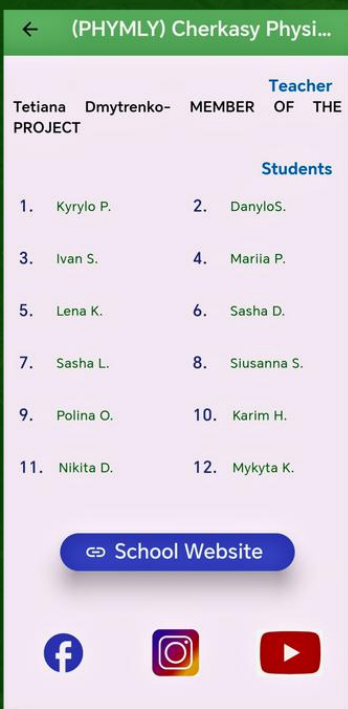 (PHYMLY) Cherkasy Physi...
Teacher
Tetiana Dmytrenko- MEMBER OF THE
PROJECT
Students
1. Kyrylo P. 2. DanyloS.
3. Ivan S. 4. Mariia P.
5. Lena K. 6. Sasha D.
7. Sasha L. 8. Siusanna S.
9. Polina O. 10. Karim H.
11. Nikita D. 12. Mykyta K.
School Website